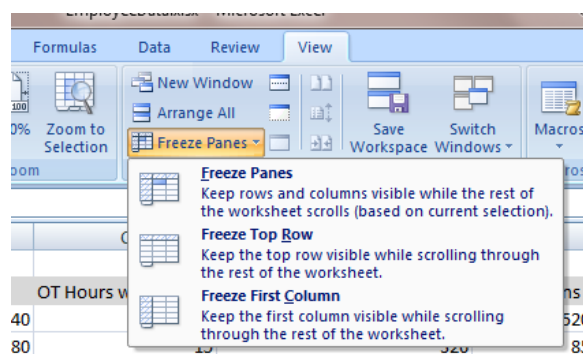 Formulas Data Review View
100
New Window
Arrange All
Freeze Panes
0% Zoom to Selection
Save Workspace
Switch Windows
Macros
Freeze Panes
Keep rows and columns visible while the rest of
the worksheet scrolls (based on current selection).
Freeze Top Row
Keep the top row visible while scrolling through
the rest of the worksheet.
Freeze First Column
Keep the first column visible while scrolling
through the rest of the worksheet.
OT Hours w
40
80